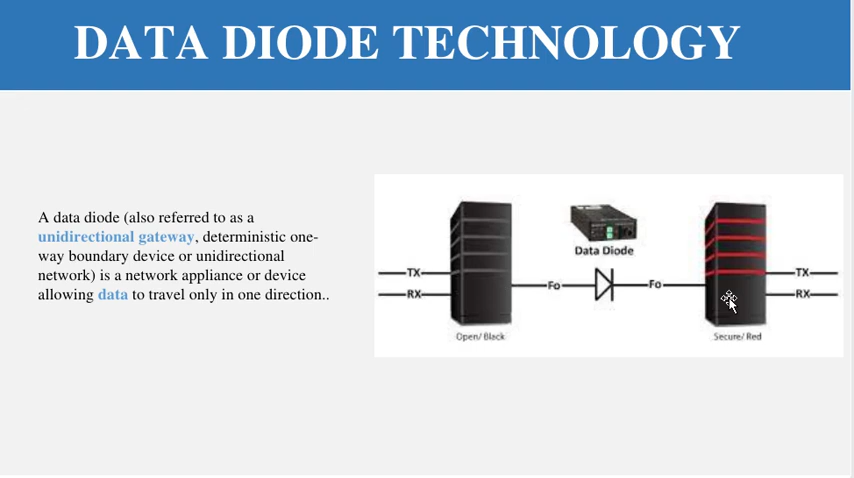 DATA DIODE TECHNOLOGY
A data diode (also referred to as a
unidirectional gateway, deterministic one-
way boundary device or unidirectional
network) is a network appliance or device
allowing data to travel only in one direction..
Data Diode
TX
RX
Fo
Fo
TX
RX
Open/ Black
Secure/ Red